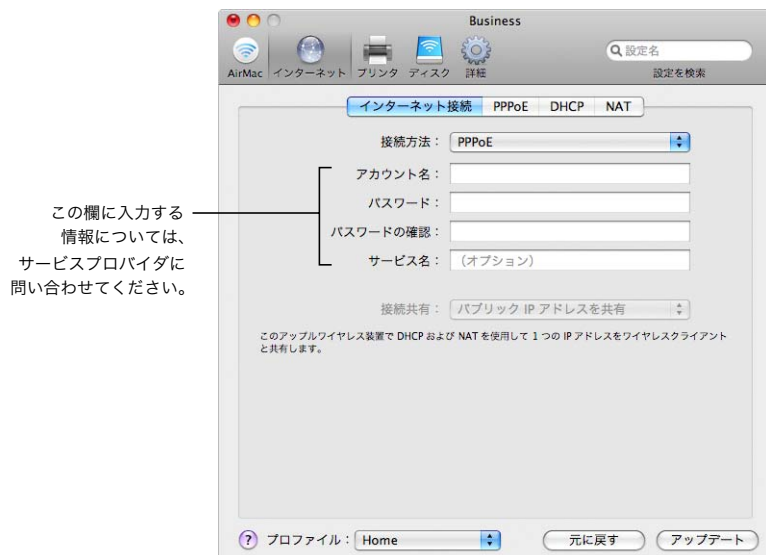 Business
設定名
AirMac インターネット プリンタ ディスク 詳細 設定を検索
インターネット接続 PPPoE DHCP NAT
接続方法： PPPoE
アカウント名：
パスワード：
パスワードの確認：
サービス名： （オプション）
この欄に入力する
情報については、
サービスプロバイダに
問い合わせてください。
接続共有： パブリック IP アドレスを共有
このアップルワイヤレス装置で DHCP および NAT を使用して 1 つの IP アドレスをワイヤレスクライアント
と共有します。
? プロファイル： Home 元に戻す アップデート